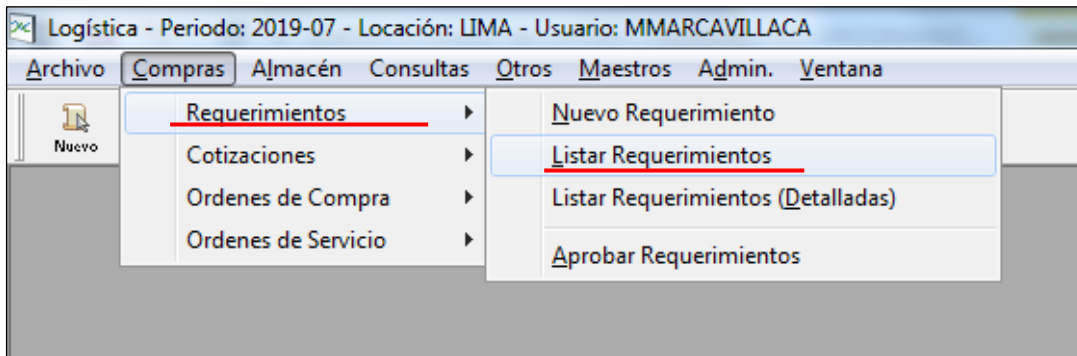 Logística - Periodo: 2019-07 - Locación: LIMA - Usuario: MMARCAVILLACA
Archivo Compras Almacén Consultas Otros Maestros Admin. Ventana
Nuevo
Requerimientos
Cotizaciones
Ordenes de Compra
Ordenes de Servicio
Nuevo Requerimiento
Listar Requerimientos
Listar Requerimientos (Detalladas)
Aprobar Requerimientos